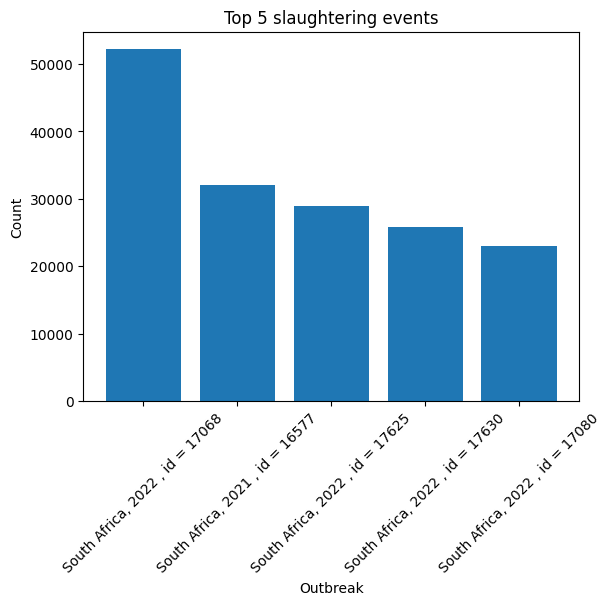 Top 5 slaughtering events
Count
50000
40000
30000
20000
10000
0
South Africa, 2022 , id = 17068
South Africa, 2021 , id = 16577
South Africa, 2022 , id = 17625
South Africa, 2022 , id = 17630
South Africa, 2022 , id = 17080
Outbreak